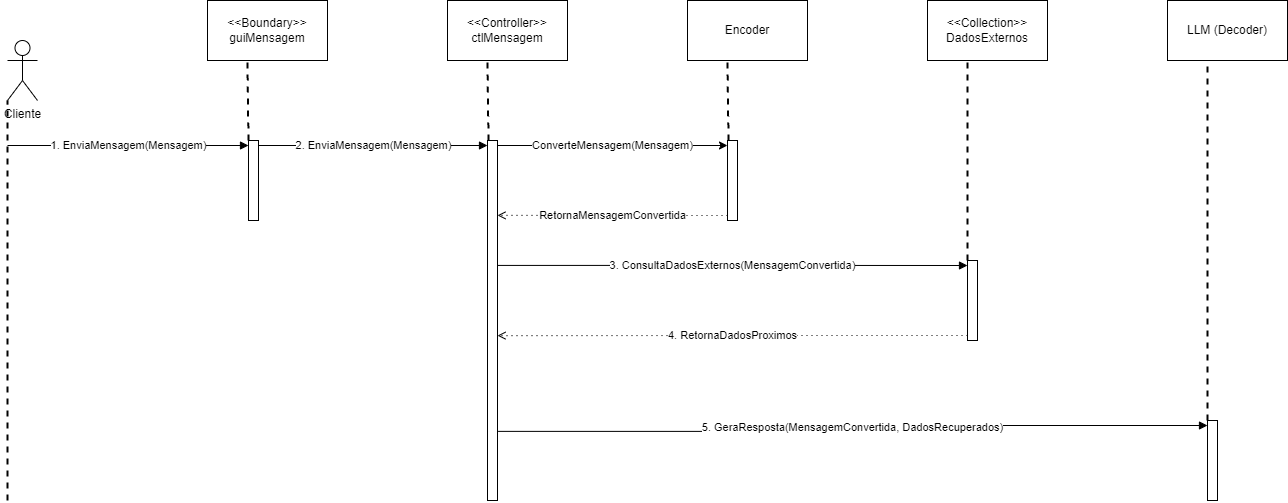 <<Boundary>>
guiMensagem
<<Controller>>
ctlMensagem
Encoder
<<Collection>>
DadosExternos
LLM (Decoder)
Cliente
1. EnviaMensagem(Mensagem)
2. EnviaMensagem(Mensagem)
ConverteMensagem(Mensagem)
RetornaMensagemConvertida
3. ConsultaDadosExternos(MensagemConvertida)
4. RetornaDadosProximos
5. GeraResposta(MensagemConvertida, DadosRecuperados)